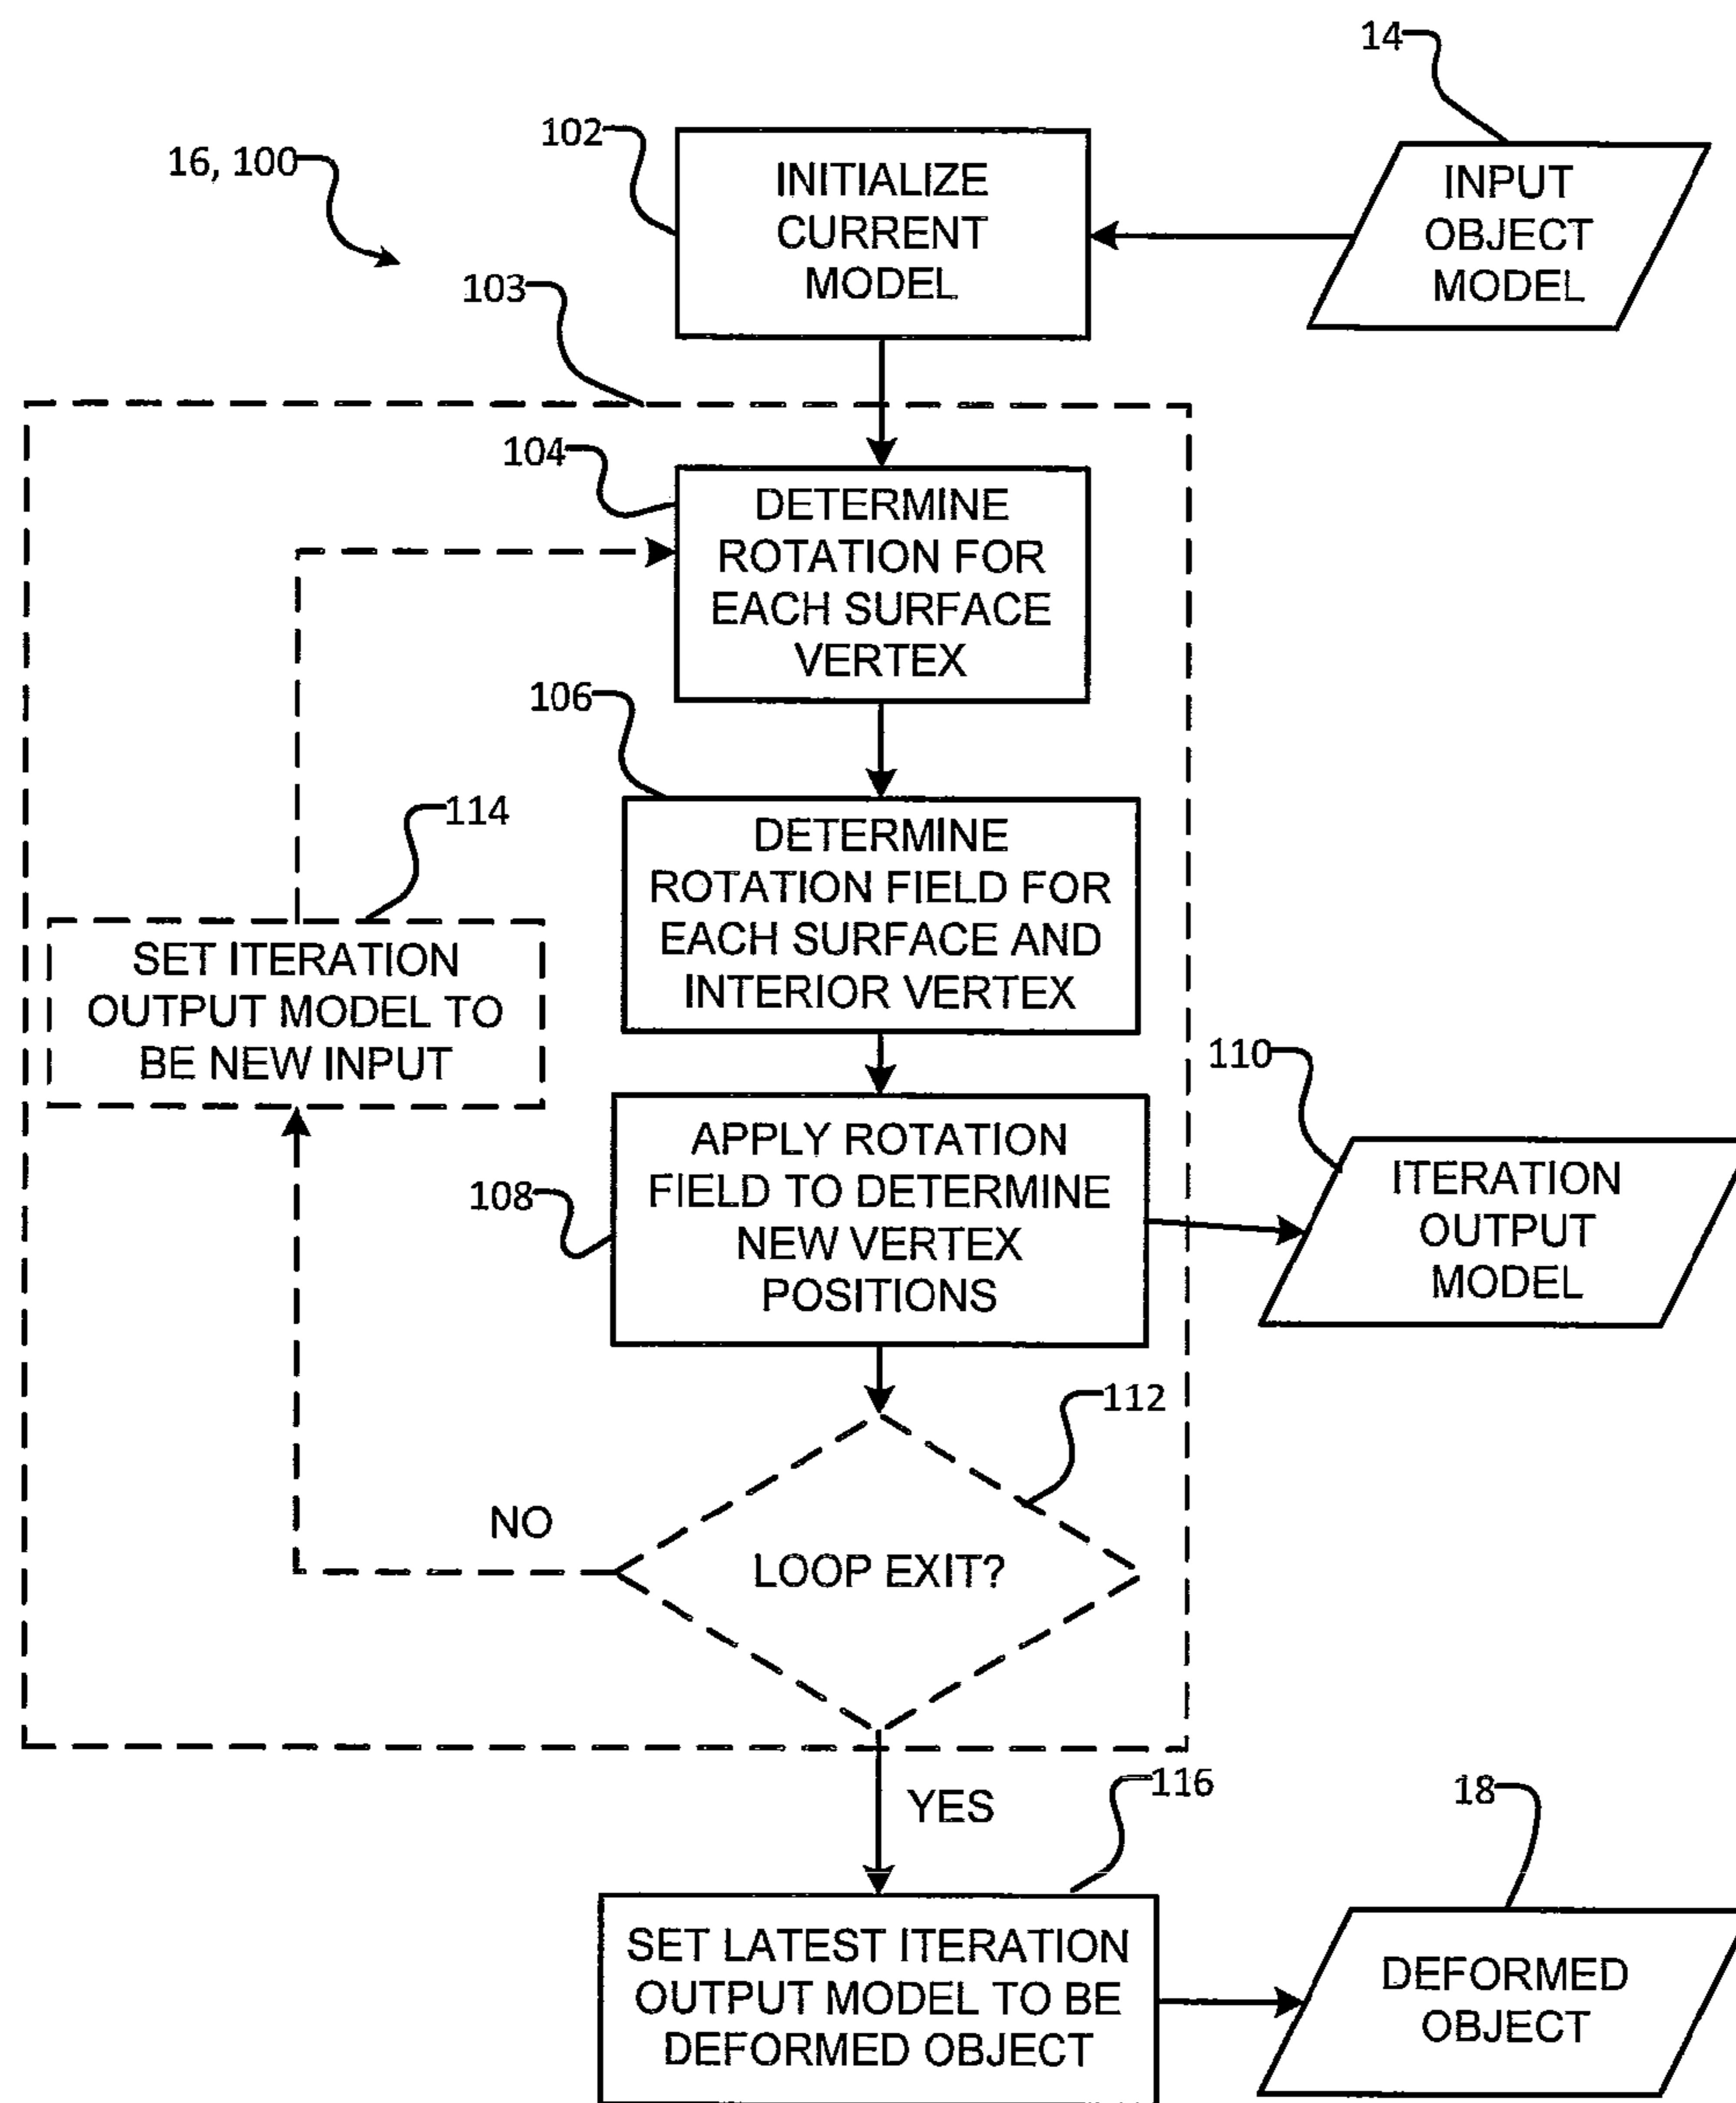 14
102
16, 100
INITIALIZE
CURRENT
MODEL
INPUT
OBJECT
MODEL
103
104
DETERMINE
ROTATION FOR
EACH SURFACE
VERTEX
106
DETERMINE
ROTATION FIELD FOR
EACH SURFACE AND
INTERIOR VERTEX
114
SET ITERATION
OUTPUT MODEL TO
BE NEW INPUT
108
APPLY ROTATION
FIELD TO DETERMINE
NEW VERTEX
POSITIONS
110
ITERATION
OUTPUT
MODEL
112
NO
LOOP EXIT?
YES
116
SET LATEST ITERATION
OUTPUT MODEL TO BE
DEFORMED OBJECT
18
DEFORMED
OBJECT